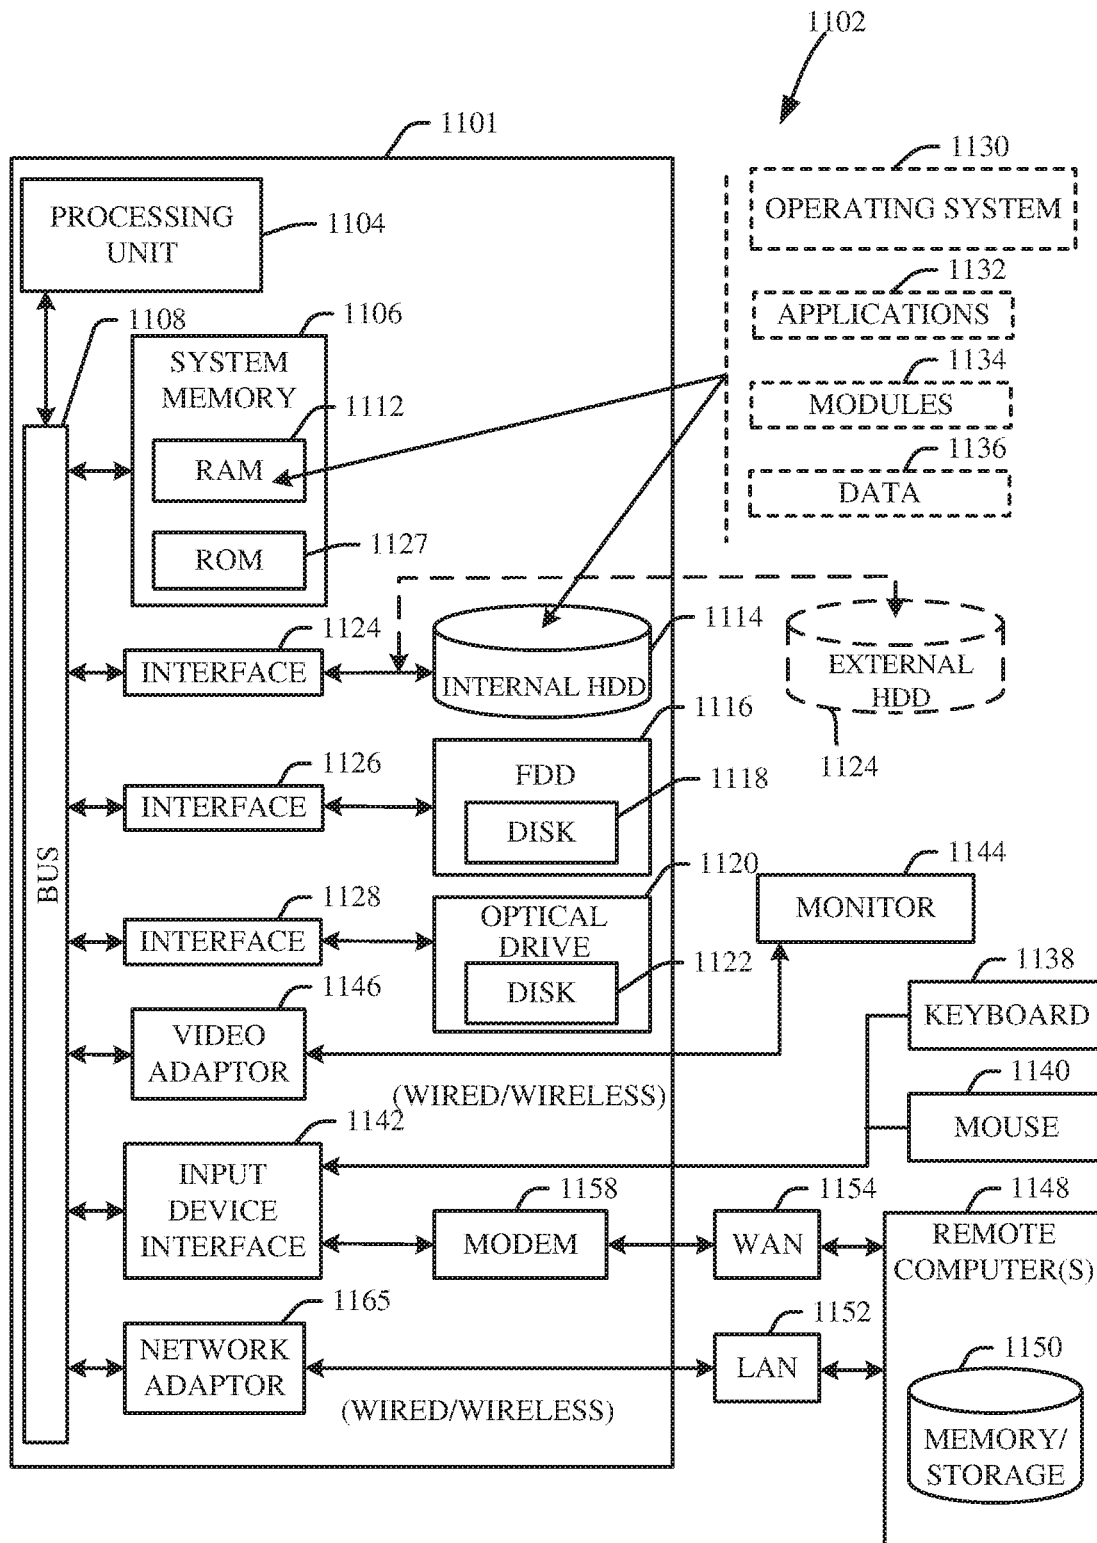 1102
1101
1130
OPERATING SYSTEM
PROCESSING
UNIT
1104
1132
APPLICATIONS
1108
1106
SYSTEM
MEMORY
1134
MODULES
1112
RAM
1136
DATA
ROM
1127
1124
INTERFACE
1114
INTERNAL HDD
EXTERNAL
HDD
1124
1116
FDD
1126
INTERFACE
1118
DISK
BUS
1120
OPTICAL
DRIVE
1128
INTERFACE
1122
DISK
1144
MONITOR
1146
VIDEO
ADAPTOR
1138
KEYBOARD
(WIRED/WIRELESS)
1140
MOUSE
1142
INPUT
DEVICE
INTERFACE
1158
MODEM
1154
WAN
1148
REMOTE
COMPUTER(S)
1165
NETWORK
ADAPTOR
1152
LAN
(WIRED/WIRELESS)
1150
MEMORY/
STORAGE